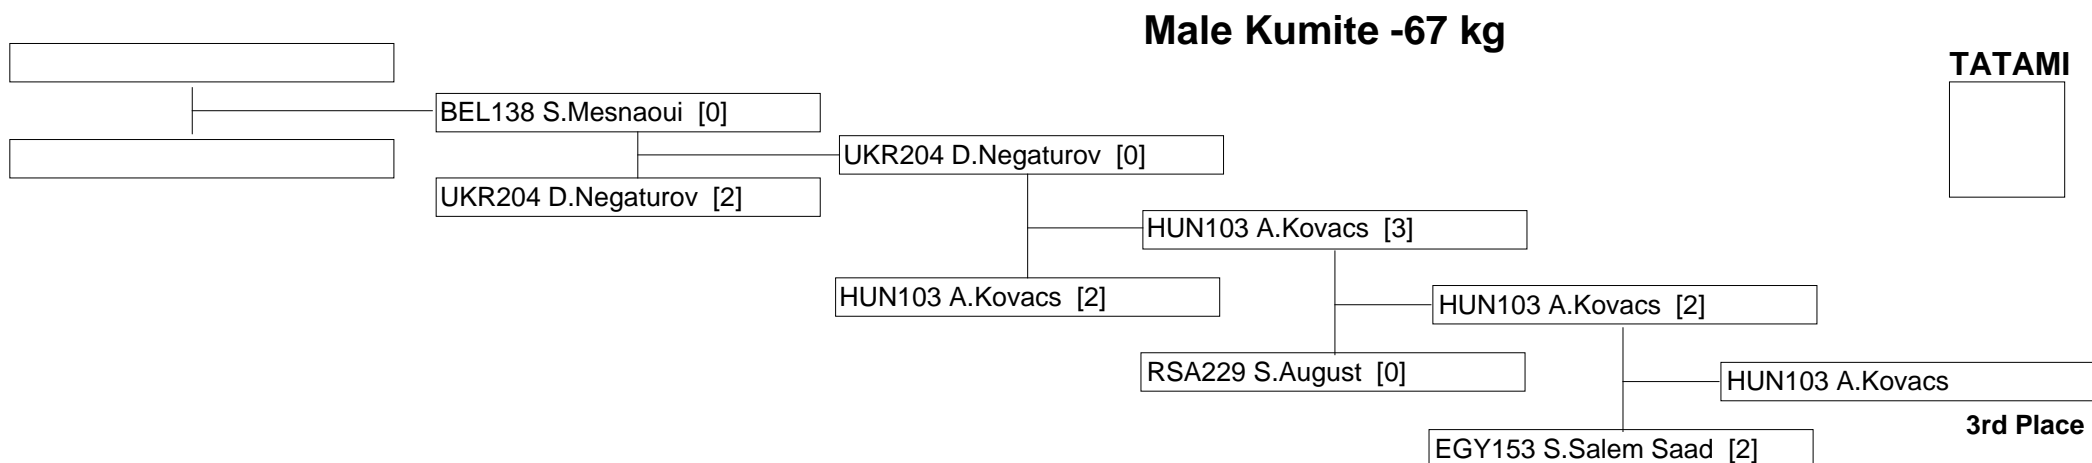 Male Kumite -67 kg
TATAMI
BEL138 S.Mesnaoui [0]
UKR204 D.Negaturov [0]
UKR204 D.Negaturov [2]
HUN103 A.Kovacs [3]
HUN103 A.Kovacs [2]
HUN103 A.Kovacs [2]
RSA229 S.August [0]
HUN103 A.Kovacs
3rd Place
EGY153 S.Salem Saad [2]